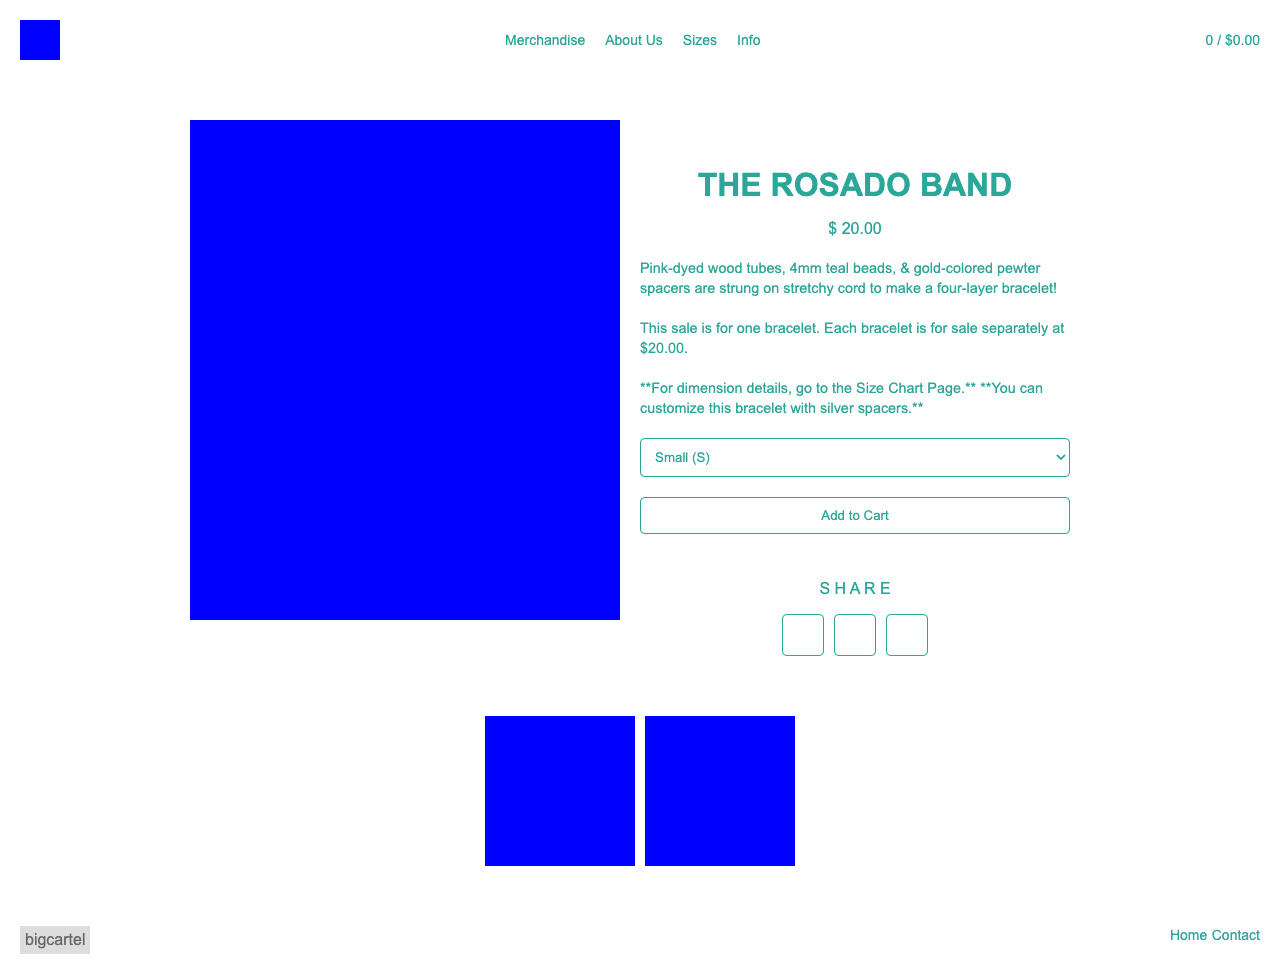 Merchandise About Us Sizes Info 0 / $0.00
THE ROSADO BAND
$ 20.00
Pink-dyed wood tubes, 4mm teal beads, & gold-colored pewter
spacers are strung on stretchy cord to make a four-layer bracelet!
This sale is for one bracelet. Each bracelet is for sale separately at
$20.00.
**For dimension details, go to the Size Chart Page.** **You can
customize this bracelet with silver spacers.**
Small (S)
Add to Cart
SHARE
bigcartel Home Contact